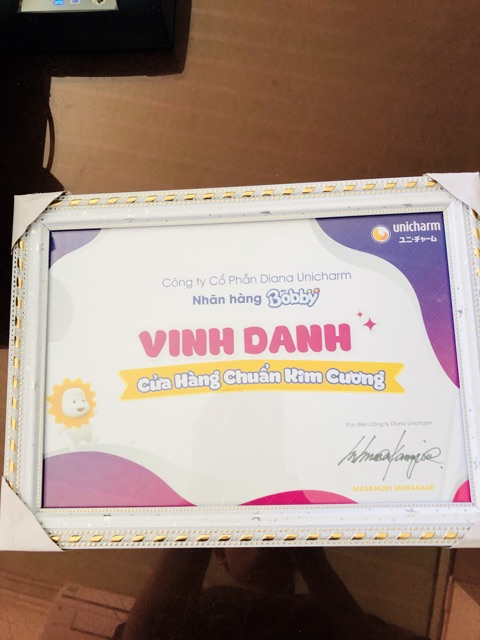 unicharm
ユニ・チャーム
Công ty Cổ Phần Diana Unicharm
Nhãn hàng Bobby
VINH DANH
Cửa Hàng Chuẩn Kim Cương
Đại diện Công ty Diana Unicharm
MASANORI MURAKAMI